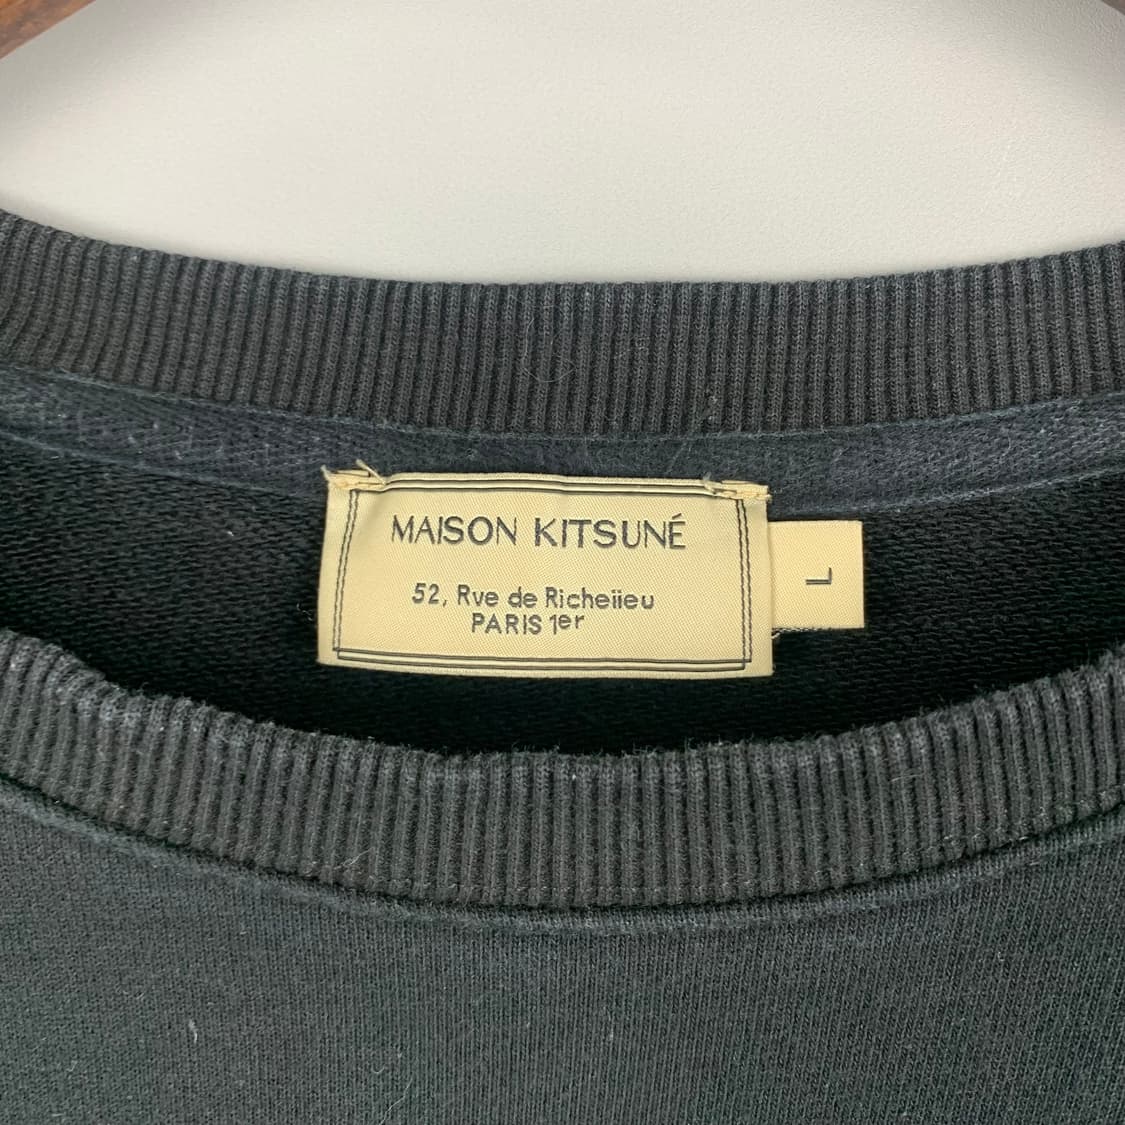 MAISON KITSUNÉ
52, Rve de Richeiieu
PARIS 1er
L